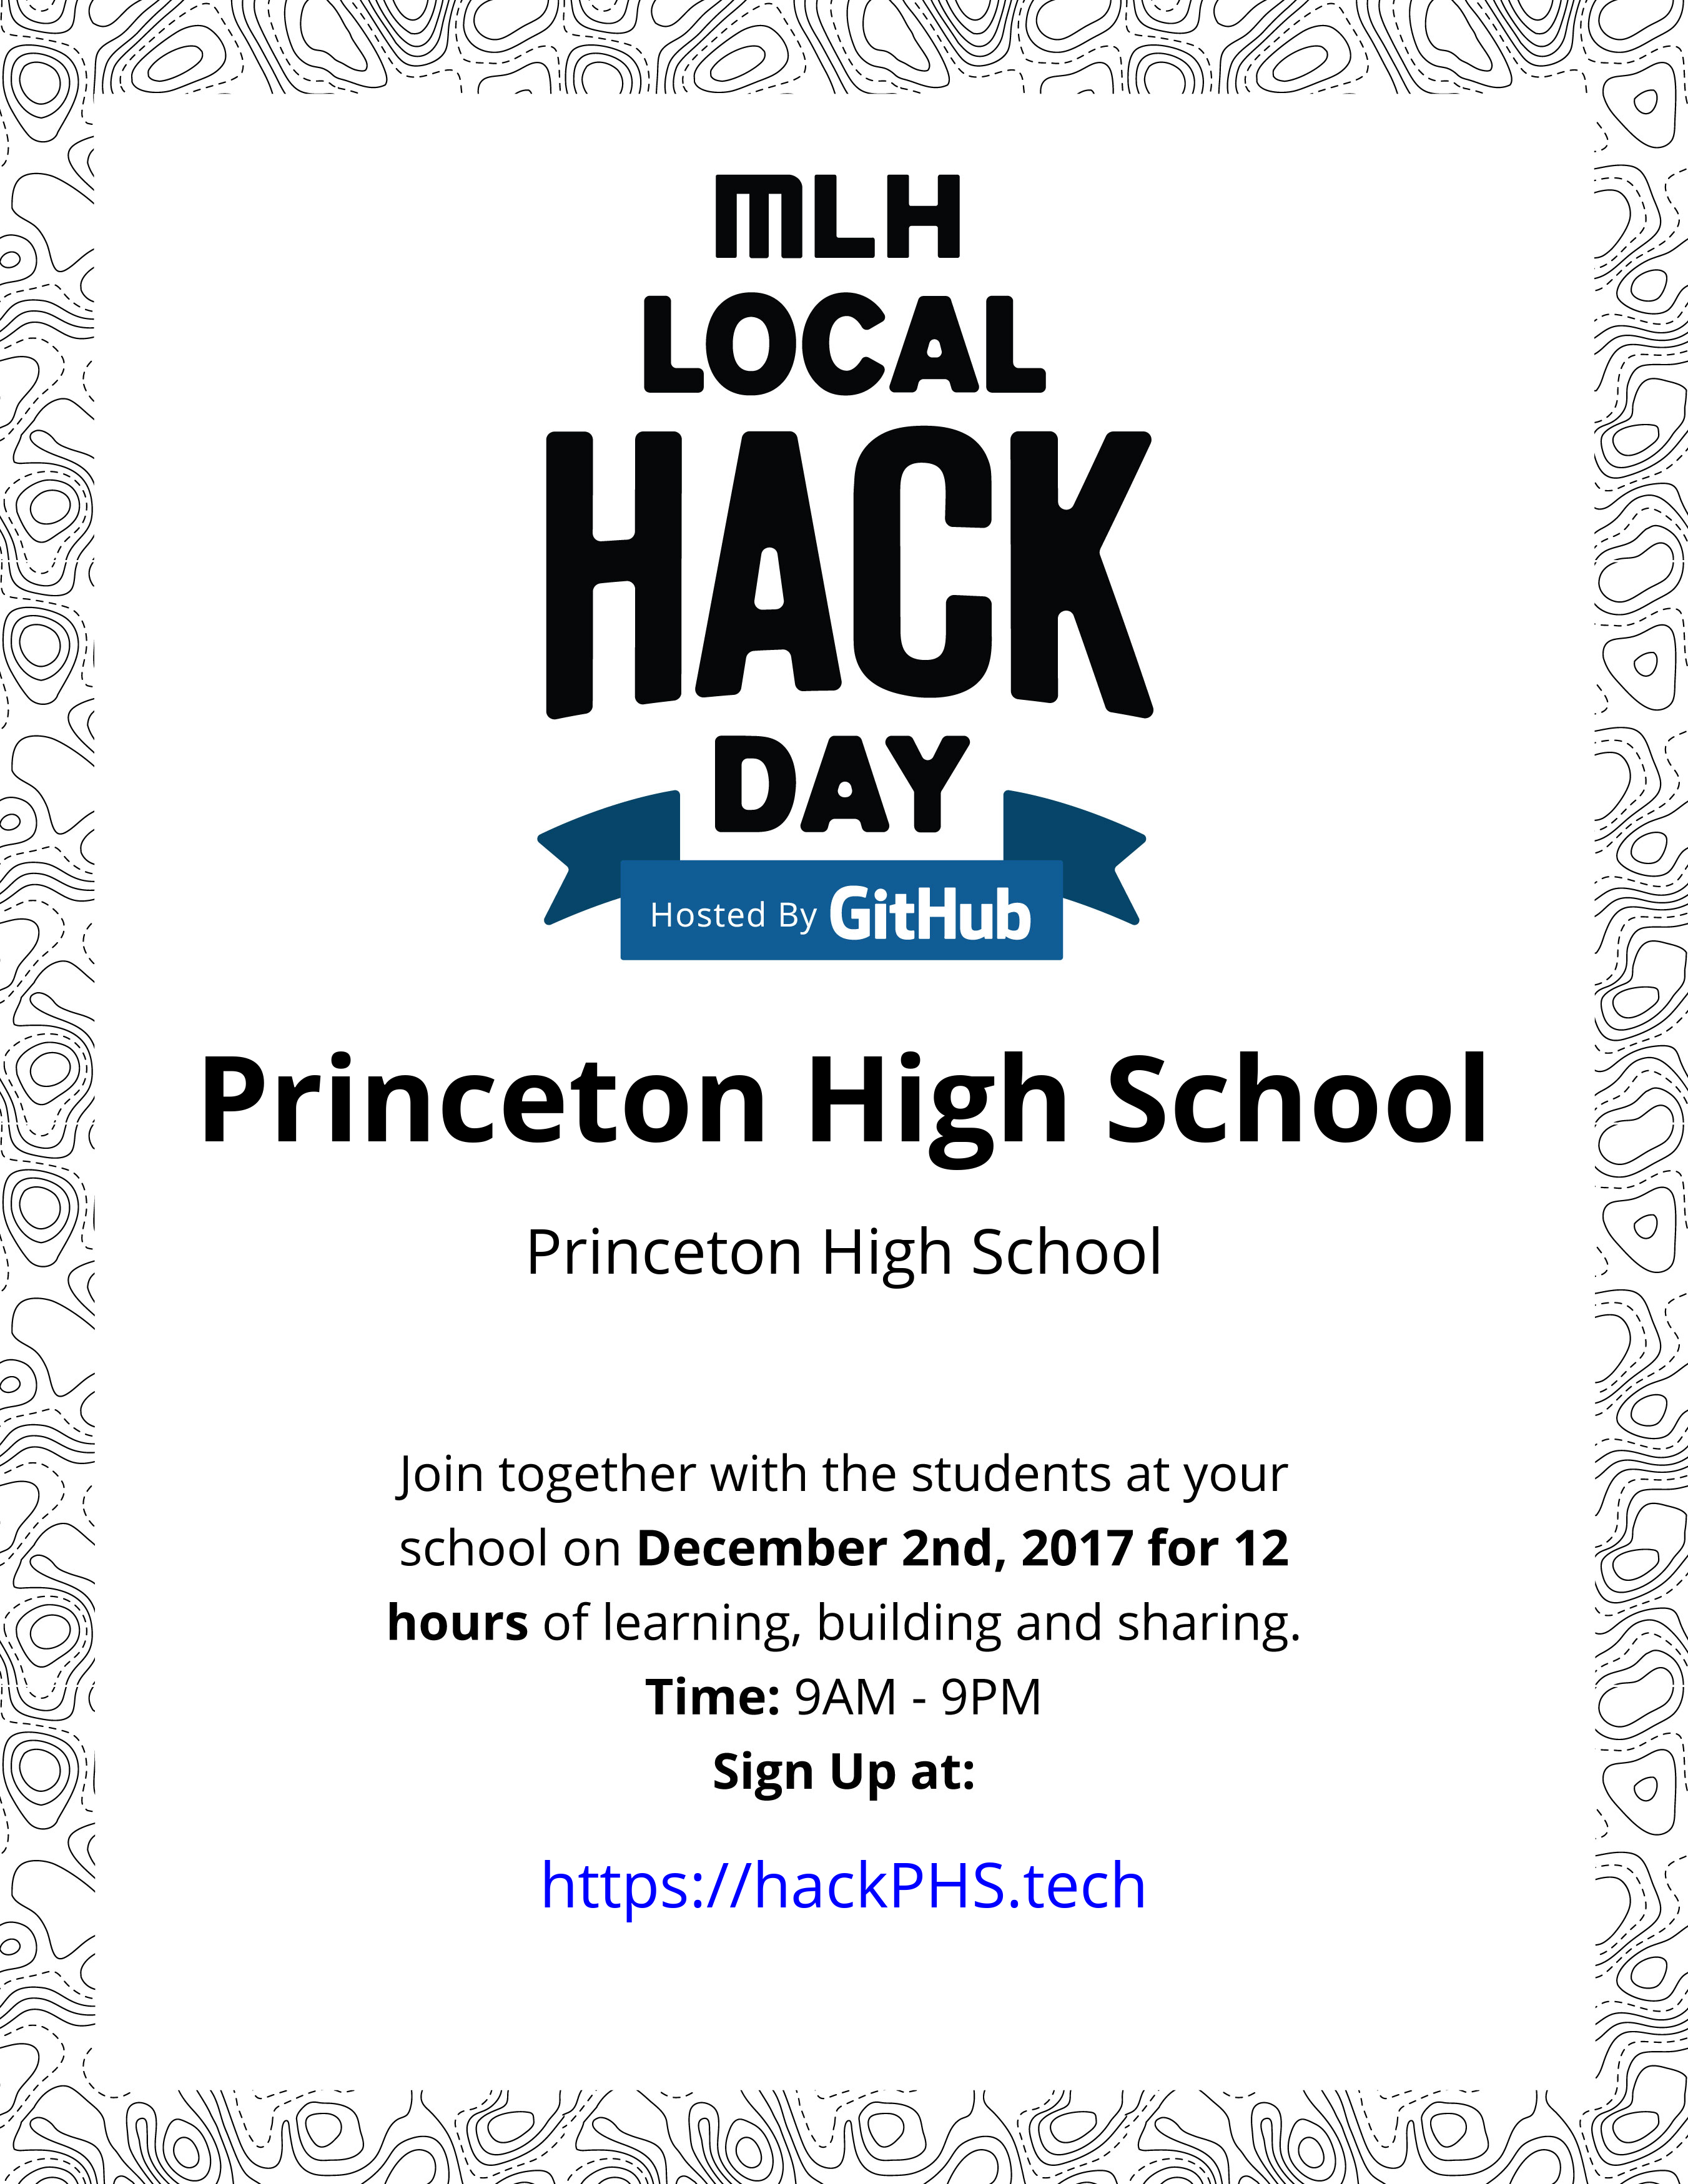 MLH
LOCAL
HACK
DAY
Hosted By GitHub
Princeton High School
Princeton High School
Join together with the students at your
school on December 2nd, 2017 for 12
hours of learning, building and sharing.
Time: 9AM - 9PM
Sign Up at:
https://hackPHS.tech